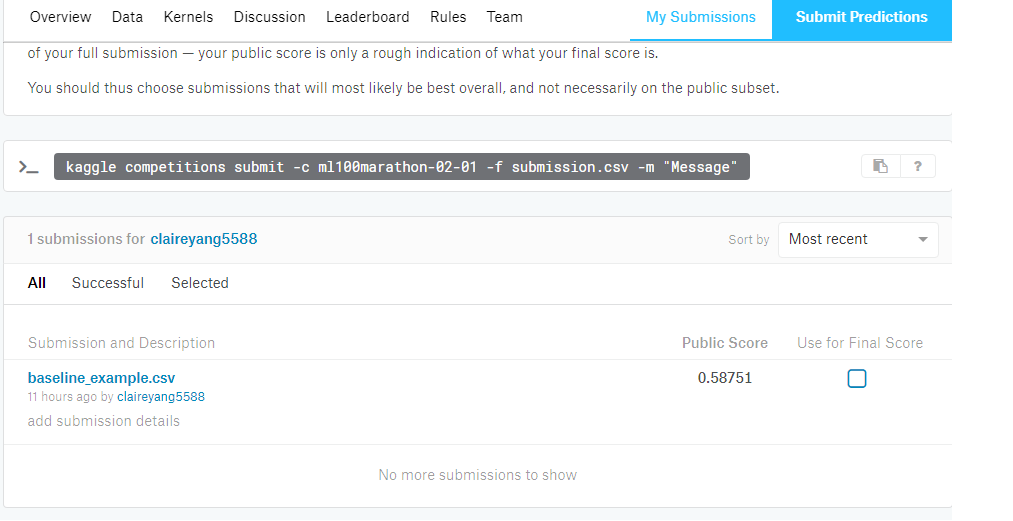 Overview Data Kernels Discussion Leaderboard Rules Team My Submissions Submit Predictions
of your full submission — your public score is only a rough indication of what your final score is.
You should thus choose submissions that will most likely be best overall, and not necessarily on the public subset.
>_ kaggle competitions submit -c ml100marathon-02-01 -f submission.csv -m "Message" ?
1 submissions for claireyang5588 Sort by Most recent
All Successful Selected
Submission and Description Public Score Use for Final Score
baseline_example.csv 0.58751
11 hours ago by claireyang5588
add submission details
No more submissions to show